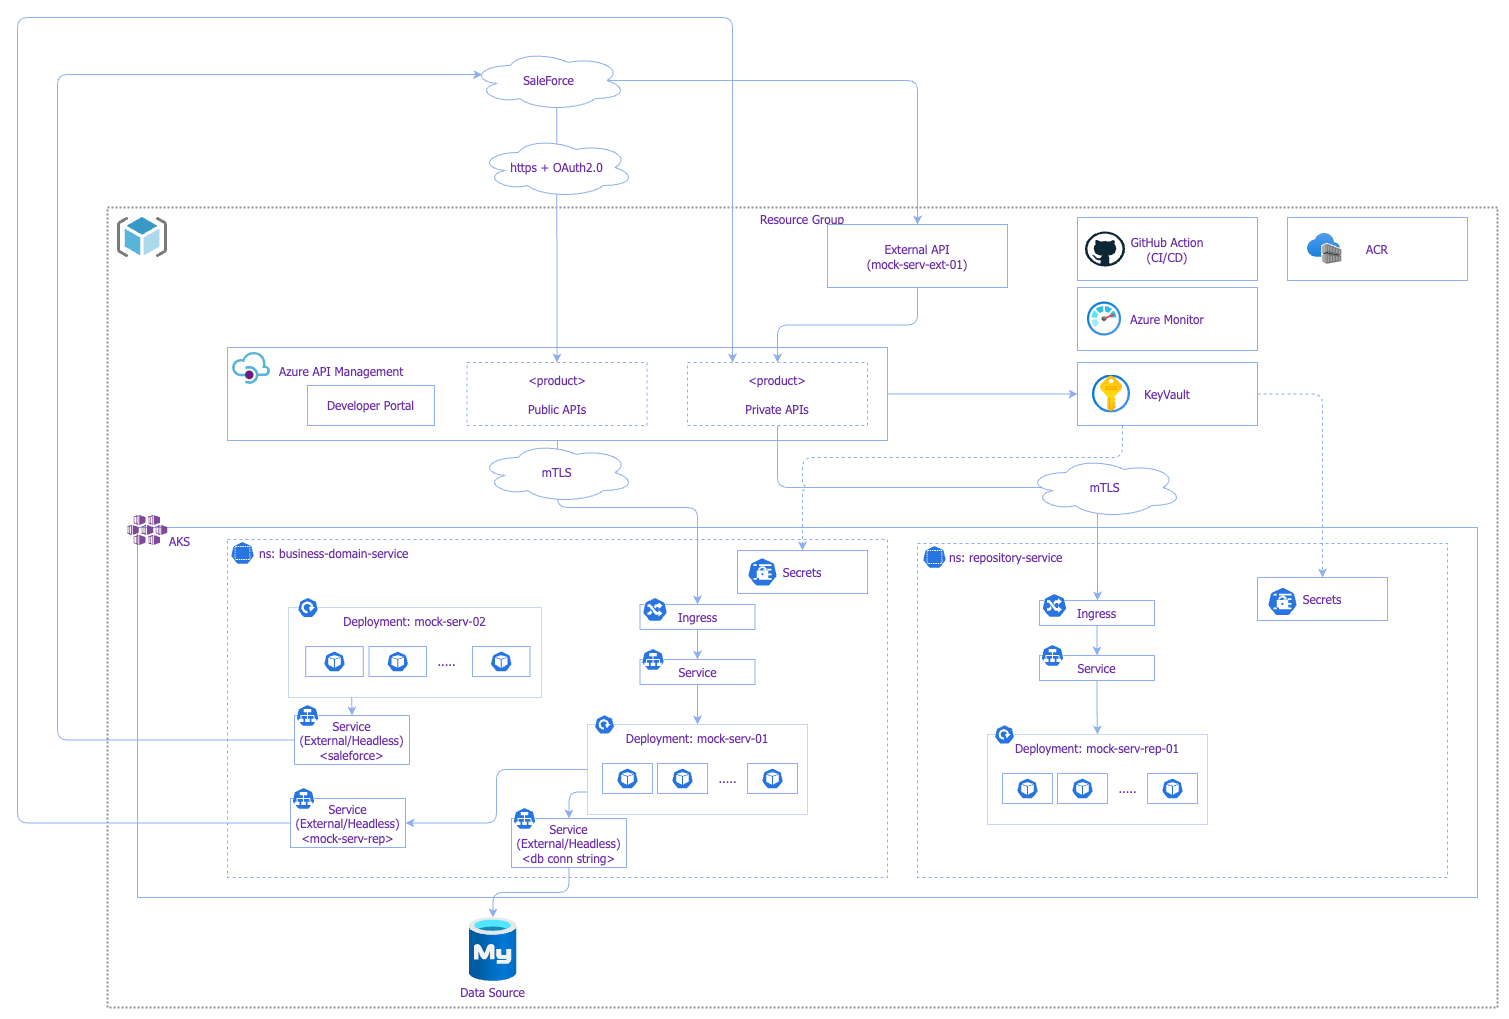 SaleForce
https + OAuth2.0
Resource Group
External API
(mock-serv-ext-01)
GitHub Action
(CI/CD)
ACR
Azure Monitor
Azure API Management
Developer Portal
<product>
Public APIs
<product>
Private APIs
KeyVault
mTLS
mTLS
AKS
ns: business-domain-service
Secrets
Deployment: mock-serv-02
.....
Ingress
Service
Service
(External/Headless)
<saleforce>
Deployment: mock-serv-01
.....
Service
(External/Headless)
<mock-serv-rep>
Service
(External/Headless)
<db conn string>
ns: repository-service
Secrets
Ingress
Service
Deployment: mock-serv-rep-01
.....
My
Data Source